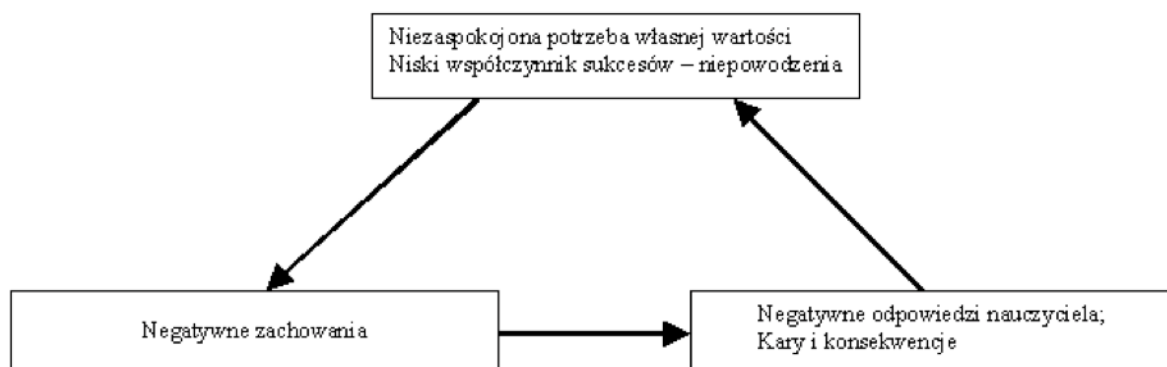 Niezaspokojona potrzeba własnej wartości
Niski współczynnik sukcesów – niepowodzenia
Negatywne zachowania
Negatywne odpowiedzi nauczyciela;
Kary i konsekwencje